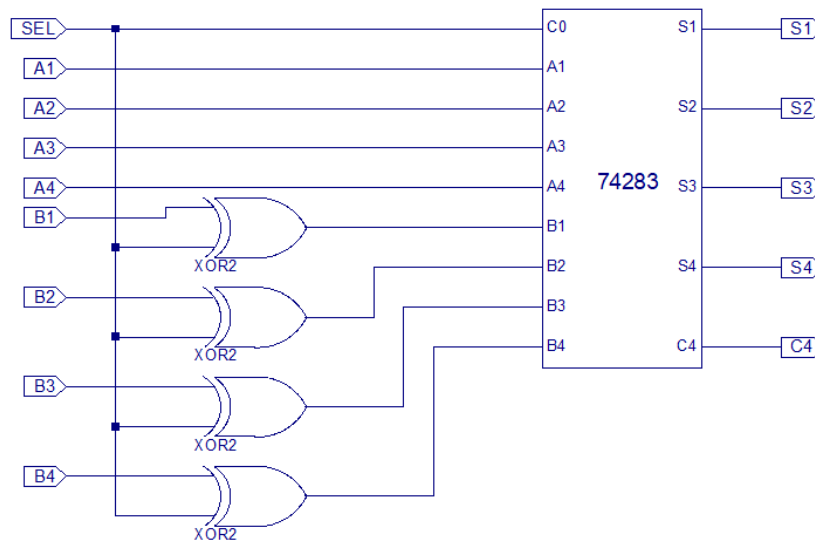 SEL C0 S1 S1
A1 A1
A2 A2 S2 S2
A3 A3
A4 A4 74283 S3 S3
B1 B1
XOR2
B2 B2 S4 S4
B3
XOR2
B4 C4 C4
B3
XOR2
B4
XOR2